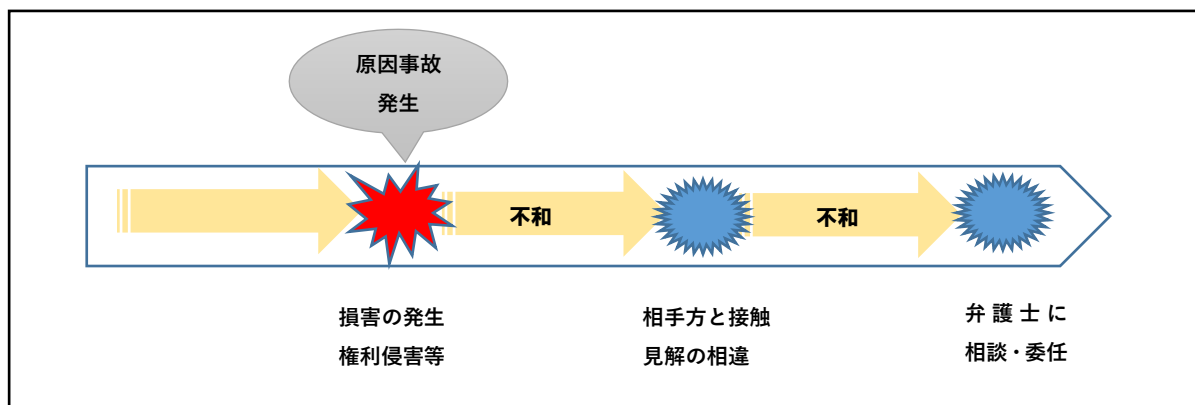 原因事故
発生
不和
不和
損害の発生
権利侵害等
相手方と接触
見解の相違
弁護士に
相談・委任